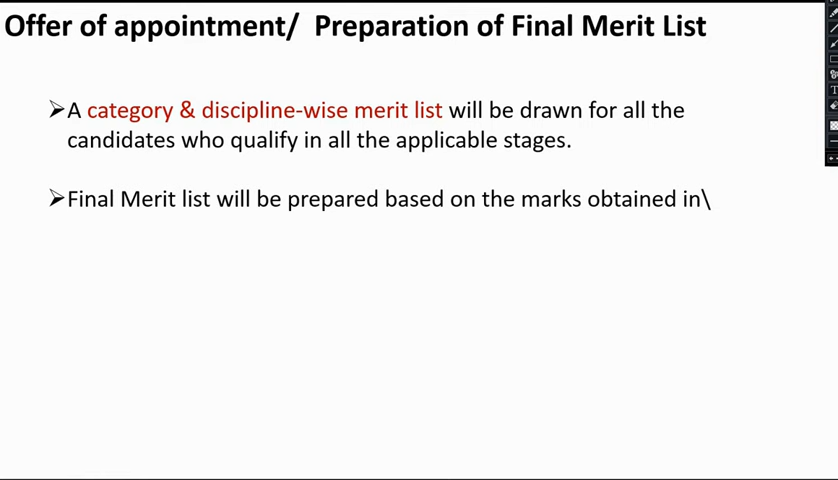 Offer of appointment/ Preparation of Final Merit List
➢A category & discipline-wise merit list will be drawn for all the
candidates who qualify in all the applicable stages.
➢Final Merit list will be prepared based on the marks obtained in\